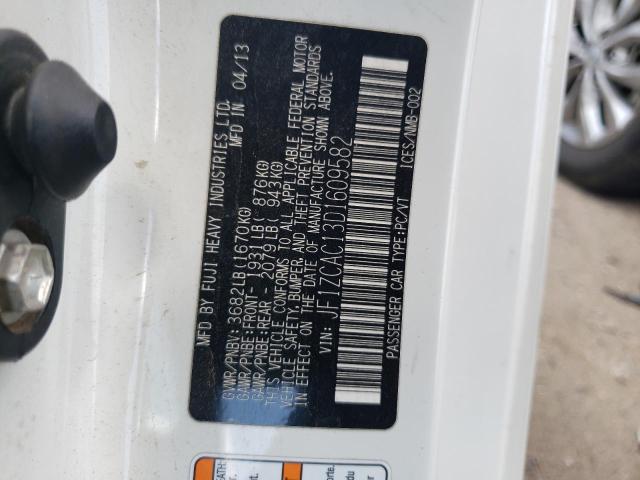 MFD BY FUJI HEAVY INDUSTRIES LTD. MFD IN 04/13
GVWR/PNBV: 3682LB(1670KG)
GAWR/PNBE:FRONT- 1931LB( 876KG)
GAWR/PNBE:REAR - 2079LB( 943KG)
THIS VEHICLE CONFORMS TO ALL APPLICABLE FEDERAL MOTOR
VEHICLE SAFETY,BUMPER,AND THEFT PREVENTION STANDARDS
IN EFFECT ON THE DATE OF MANUFACTURE SHOWN ABOVE.
VIN: JF1ZCAC13D1609582
PASSENGER CAR TYPE:PC/VT ICES/NMB-002